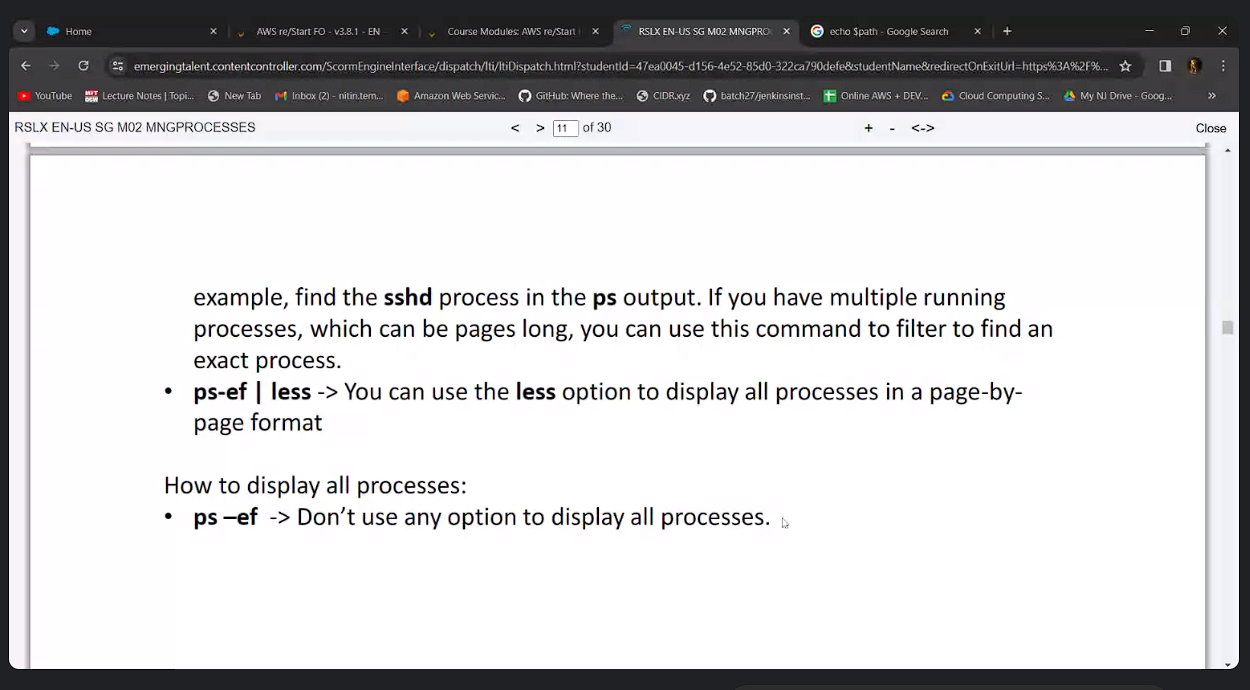 Home
AWS re/Start FO - v3.8.1 - EN
Course Modules: AWS re/Start
RSLX EN-US SG M02 MNGPRO
echo $path - Google Search
emergingtalent.contentcontroller.com/ScormEngineInterface/dispatch/lti/ltiDispatch.html?studentId=47ea0045-d156-4e52-85d0-322ca790defe&studentName&redirectOnExitUrl=https%3A%2F%...
YouTube
Lecture Notes | Topi...
New Tab
Inbox (2) - nitin.tem...
Amazon Web Servic...
GitHub: Where the...
CIDR.xyz
batch27/jenkinsinst...
Online AWS + DEV...
Cloud Computing S...
My NJ Drive - Goog...
»
RSLX EN-US SG M02 MNGPROCESSES
< > 11 of 30
+ - <->
Close
example, find the sshd process in the ps output. If you have multiple running
processes, which can be pages long, you can use this command to filter to find an
exact process.
• ps-ef | less -> You can use the less option to display all processes in a page-by-
page format
How to display all processes:
• ps –ef -> Don’t use any option to display all processes.